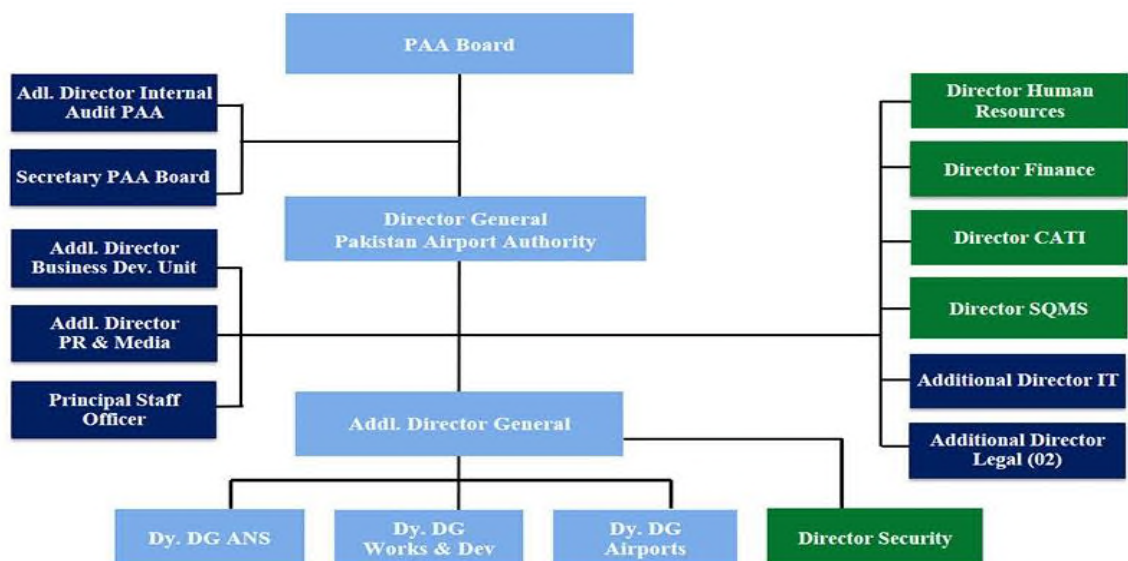 PAA Board
Adl. Director Internal
Audit PAA
Secretary PAA Board
Director General
Pakistan Airport Authority
Addl. Director
Business Dev. Unit
Addl. Director
PR & Media
Principal Staff
Officer
Director Human
Resources
Director Finance
Director CATI
Director SQMS
Additional Director IT
Additional Director
Legal (02)
Addl. Director General
Dy. DG ANS
Dy. DG
Works & Dev
Dy. DG
Airports
Director Security